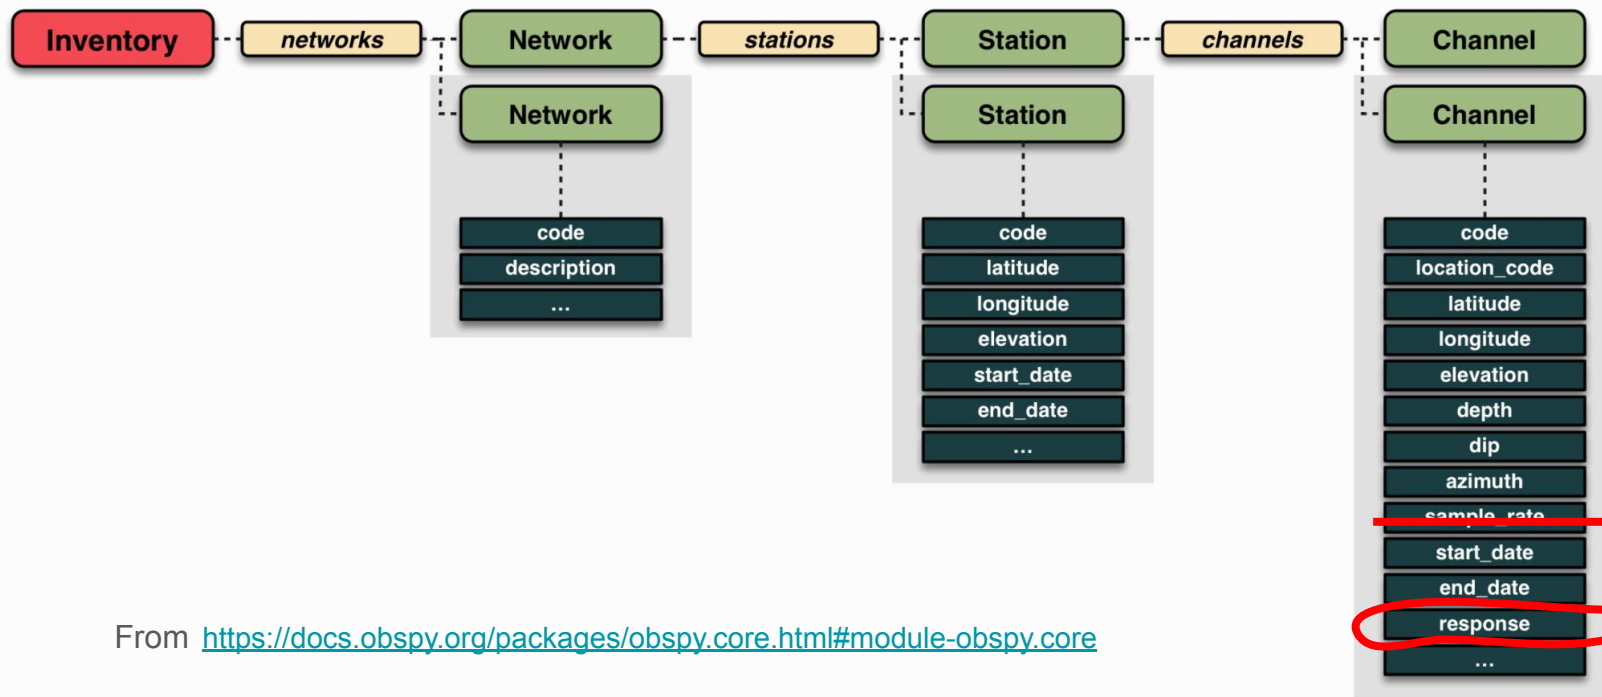 Inventory
networks
Network
stations
Station
channels
Channel
Network
Station
Channel
code
description
...
code
latitude
longitude
elevation
start_date
end_date
...
code
location_code
latitude
longitude
elevation
depth
dip
azimuth
sample_rate
start_date
end_date
response
...
From https://docs.obspy.org/packages/obspy.core.html#module-obspy.core